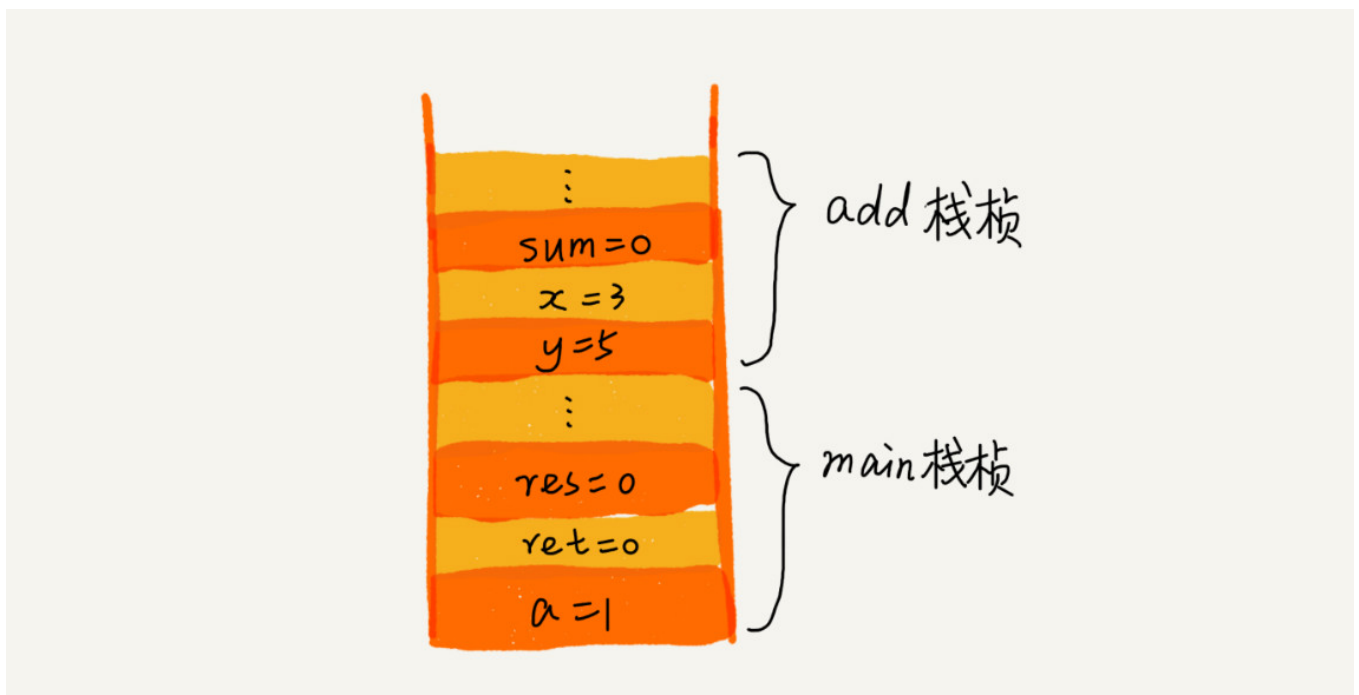 ⋮
sum=0
x=3
y=5
add栈桢
⋮
res=0
ret=0
a=1
main栈桢